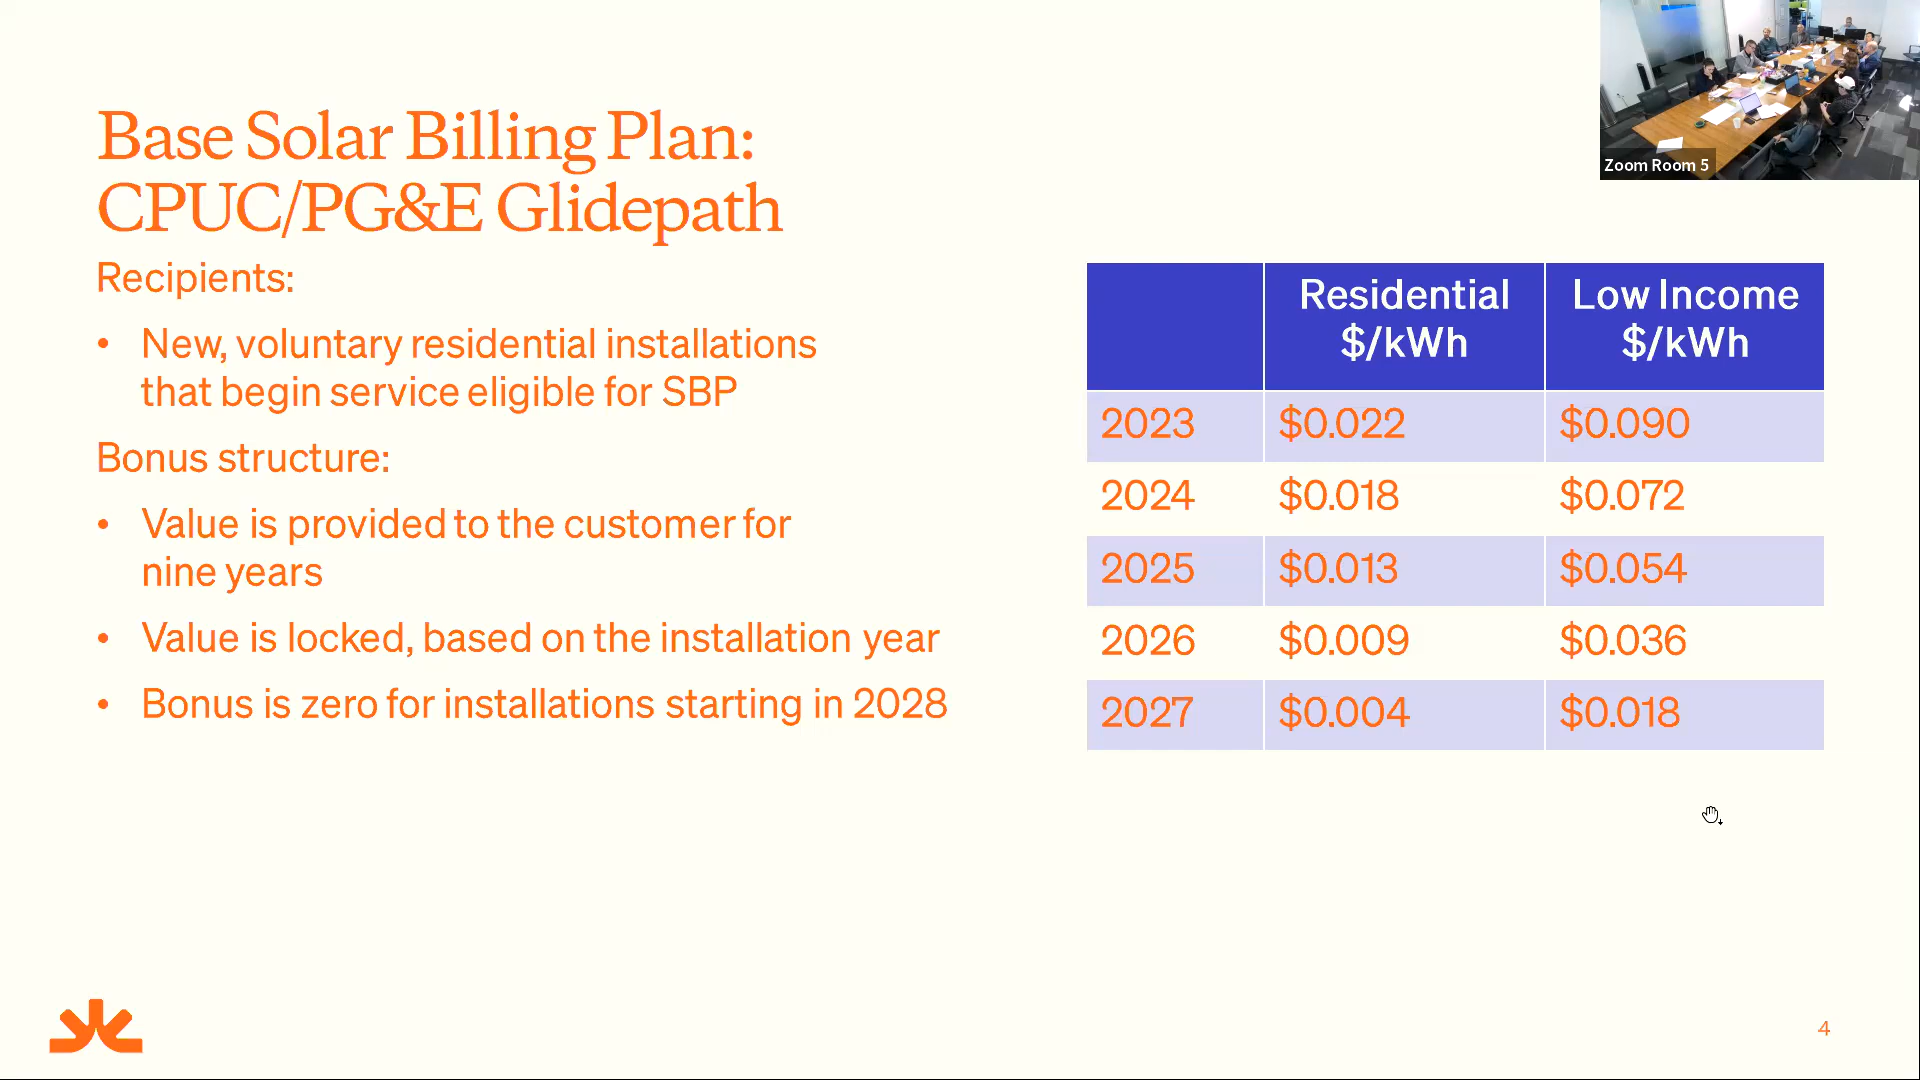 Base Solar Billing Plan:
CPUC/PG&E Glidepath
Recipients:
• New, voluntary residential installations
that begin service eligible for SBP
Bonus structure:
• Value is provided to the customer for
nine years
• Value is locked, based on the installation year
• Bonus is zero for installations starting in 2028
Residential Low Income
$/kWh $/kWh
2023 $0.022 $0.090
2024 $0.018 $0.072
2025 $0.013 $0.054
2026 $0.009 $0.036
2027 $0.004 $0.018
Zoom Room 5
4